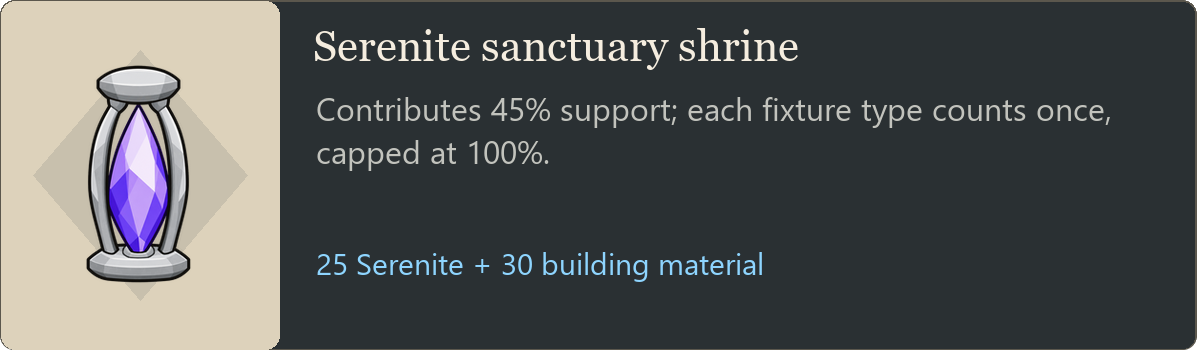 Serenite sanctuary shrine
Contributes 45% support; each fixture type counts once,
capped at 100%.
25 Serenite + 30 building material